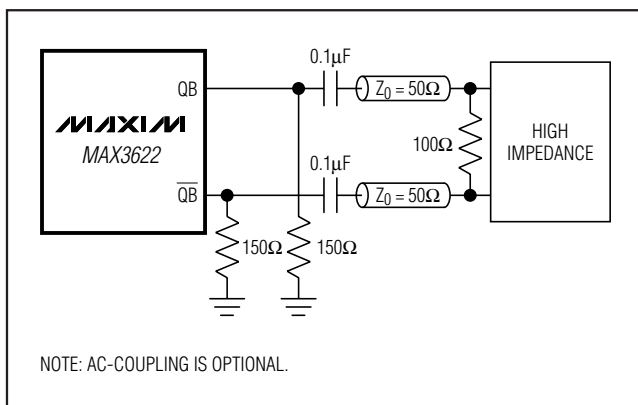 0.1µF
QB
Z0 = 50Ω
MAXIM
MAX3622
100Ω
HIGH
IMPEDANCE
0.1µF
Q̅B̅
Z0 = 50Ω
150Ω
150Ω
NOTE: AC-COUPLING IS OPTIONAL.